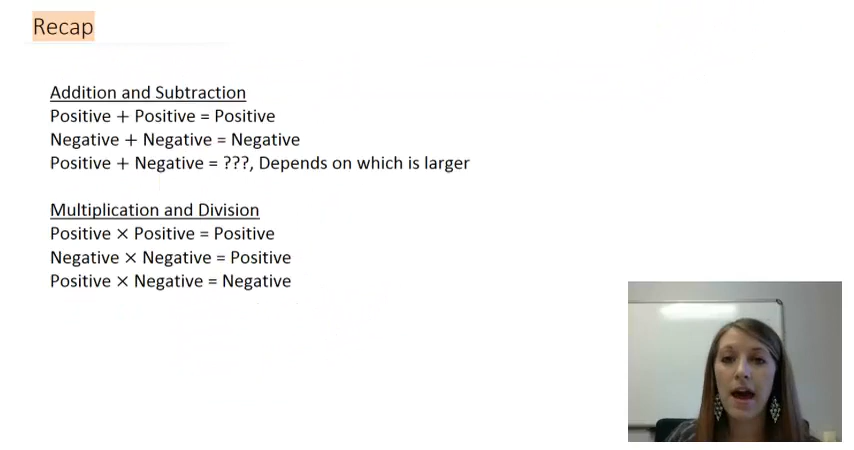 Recap
Addition and Subtraction
Positive + Positive = Positive
Negative + Negative = Negative
Positive + Negative = ???, Depends on which is larger
Multiplication and Division
Positive × Positive = Positive
Negative × Negative = Positive
Positive × Negative = Negative